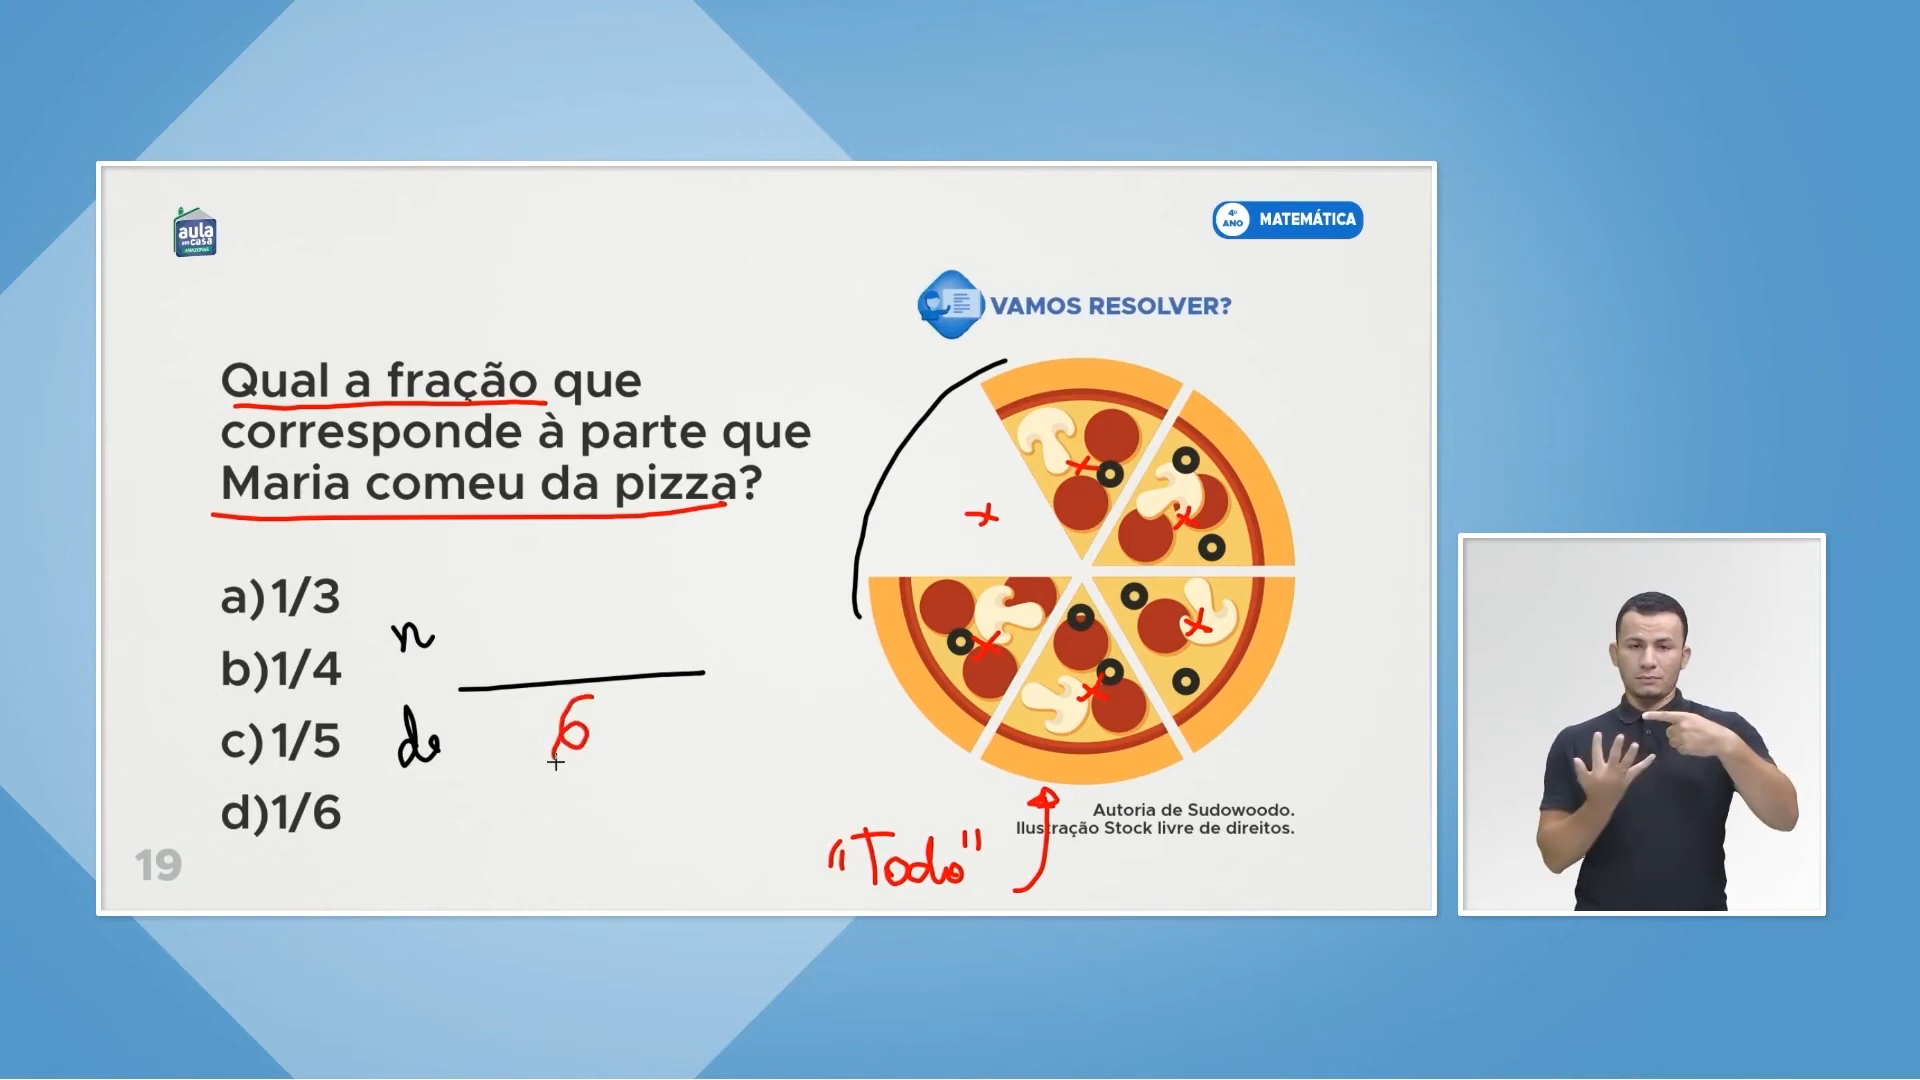 aula
em casa
AMAZONAS
4º
ANO
MATEMÁTICA
VAMOS RESOLVER?
Qual a fração que
corresponde à parte que
Maria comeu da pizza?
a) 1/3
b) 1/4
c) 1/5
d) 1/6
n
de
6
"Todo"
Autoria de Sudowoodo.
Ilustração Stock livre de direitos.
19